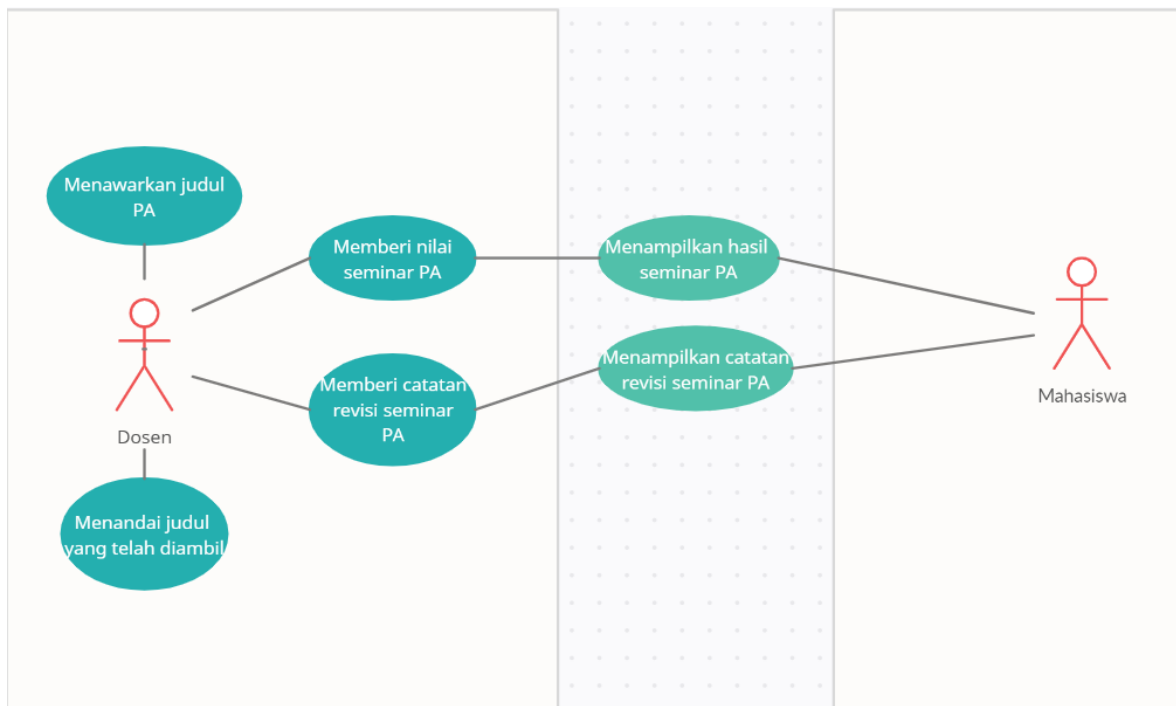 Menawarkan judul
PA
Memberi nilai
seminar PA
Menampilkan hasil
seminar PA
Memberi catatan
revisi seminar
PA
Menampilkan catatan
revisi seminar PA
Mahasiswa
Dosen
Menandai judul
yang telah diambil